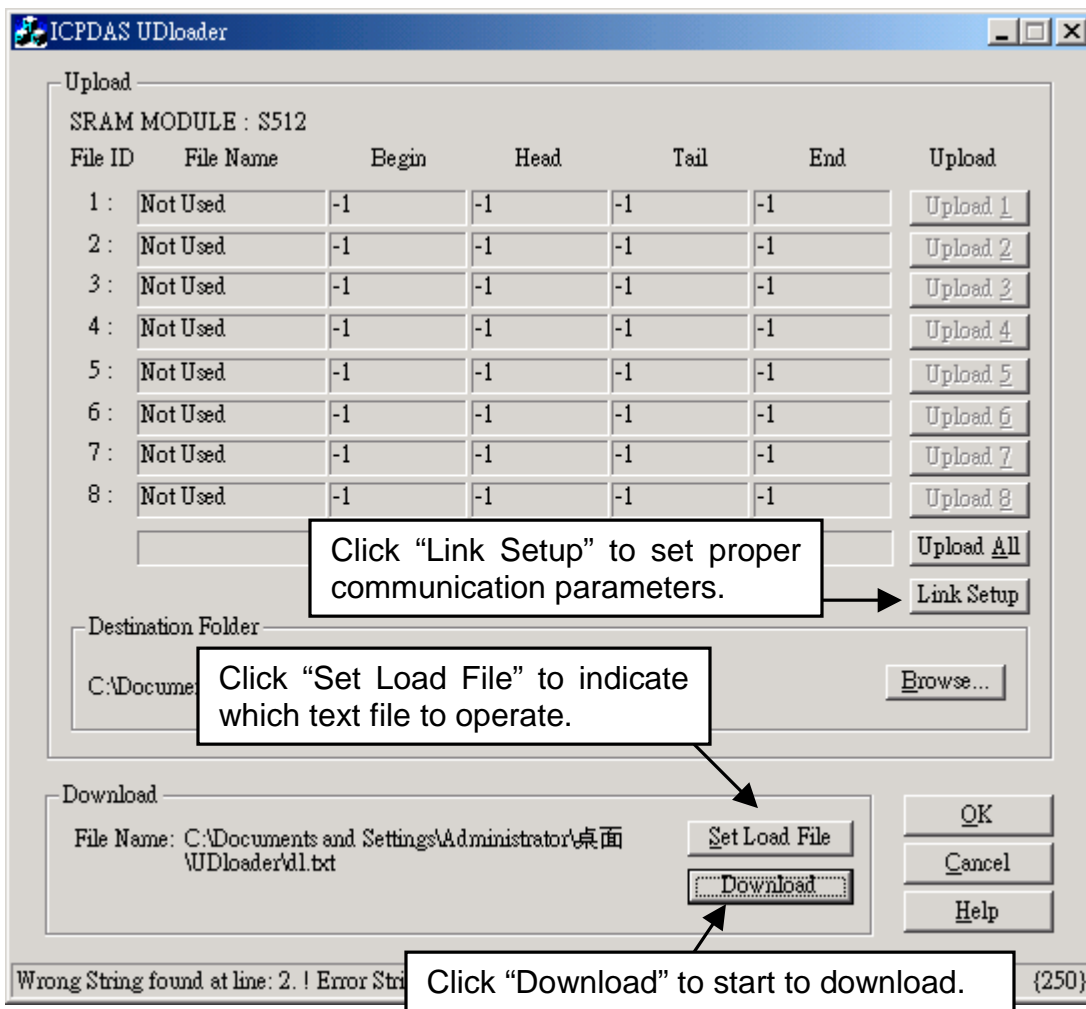 ICPDAS UDloader
Upload
SRAM MODULE : S512
File ID File Name Begin Head Tail End Upload
1 : Not Used -1 -1 -1 -1 Upload 1
2 : Not Used -1 -1 -1 -1 Upload 2
3 : Not Used -1 -1 -1 -1 Upload 3
4 : Not Used -1 -1 -1 -1 Upload 4
5 : Not Used -1 -1 -1 -1 Upload 5
6 : Not Used -1 -1 -1 -1 Upload 6
7 : Not Used -1 -1 -1 -1 Upload 7
8 : Not Used -1 -1 -1 -1 Upload 8
Upload All
Click “Link Setup” to set proper
communication parameters.
Link Setup
Destination Folder
C:\Docume
Click “Set Load File” to indicate
which text file to operate.
Browse...
Download
File Name: C:\Documents and Settings\Administrator\桌面
\UDloader\dl.txt
Set Load File
Download
OK
Cancel
Help
Wrong String found at line: 2. ! Error Stri
Click “Download” to start to download.
{250}